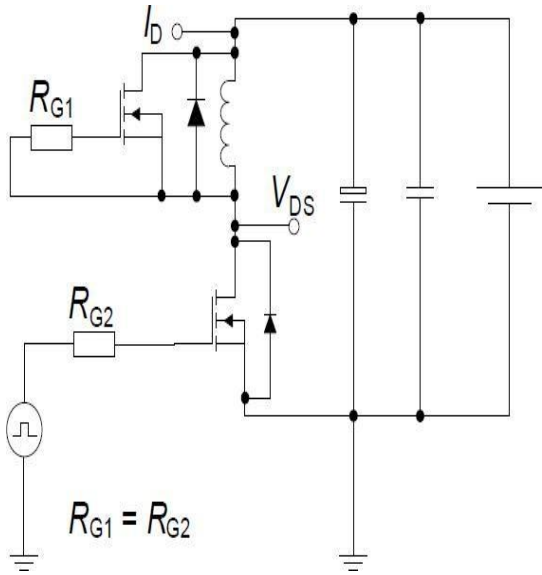 I_D
R_G1
V_DS
R_G2
R_G1 = R_G2